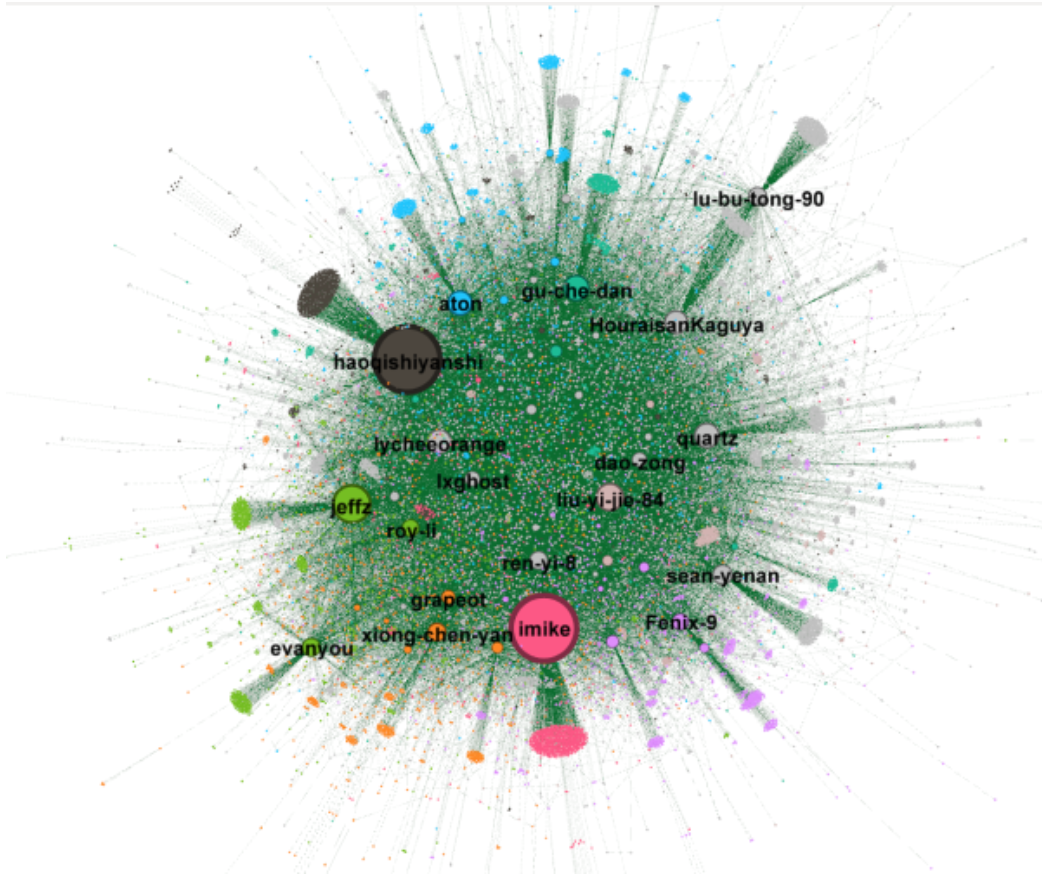 lu-bu-tong-90
gu-che-dan
aton
HouraisanKaguya
haoqishiyanshi
quartz
lycheeorange
dao-zong
lxghost
liu-yi-jie-84
jeffz
roy-li
ren-yi-8
sean-yenan
grapeot
Fenix-9
imike
xiong-chen-yan
evanyou